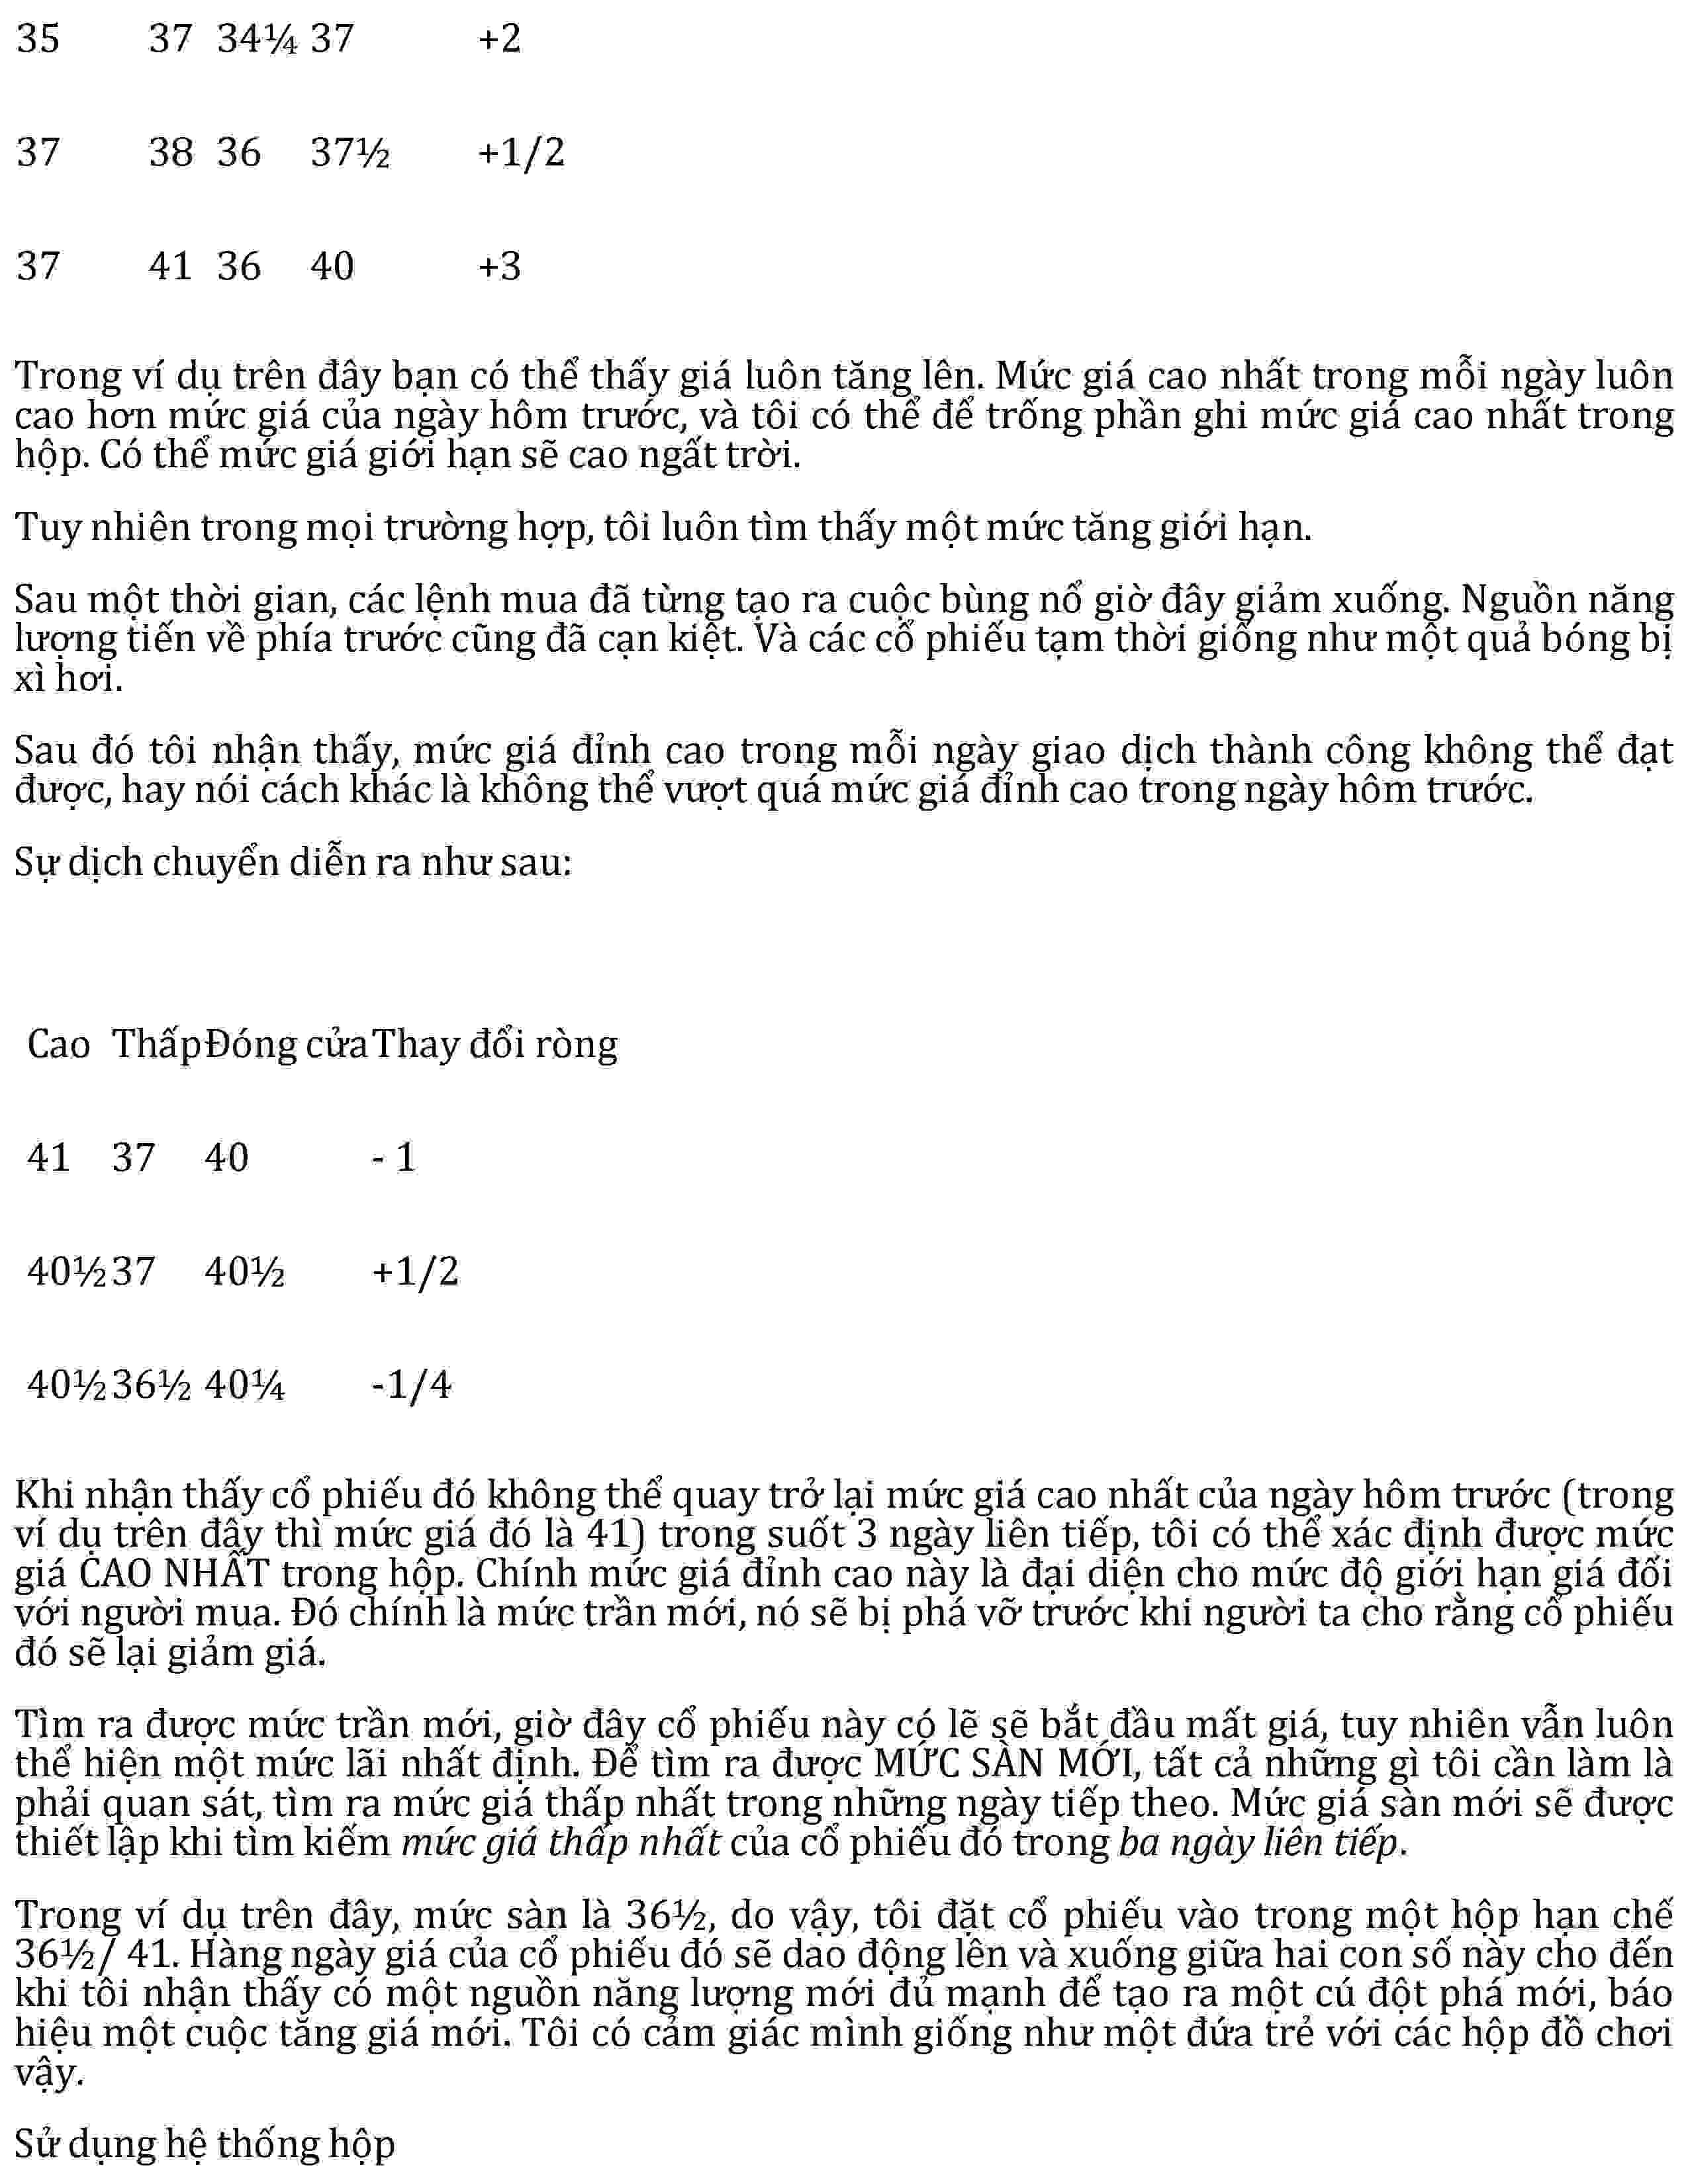 35 37 34¼ 37 +2
37 38 36 37½ +1/2
37 41 36 40 +3
Trong ví dụ trên đây bạn có thể thấy giá luôn tăng lên. Mức giá cao nhất trong mỗi ngày luôn
cao hơn mức giá của ngày hôm trước, và tôi có thể để trống phần ghi mức giá cao nhất trong
hộp. Có thể mức giá giới hạn sẽ cao ngất trời.
Tuy nhiên trong mọi trường hợp, tôi luôn tìm thấy một mức tăng giới hạn.
Sau một thời gian, các lệnh mua đã từng tạo ra cuộc bùng nổ giờ đây giảm xuống. Nguồn năng
lượng tiến về phía trước cũng đã cạn kiệt. Và các cổ phiếu tạm thời giống như một quả bóng bị
xì hơi.
Sau đó tôi nhận thấy, mức giá đỉnh cao trong mỗi ngày giao dịch thành công không thể đạt
được, hay nói cách khác là không thể vượt quá mức giá đỉnh cao trong ngày hôm trước.
Sự dịch chuyển diễn ra như sau:
Cao Thấp Đóng cửa Thay đổi ròng
41 37 40 - 1
40½ 37 40½ +1/2
40½ 36½ 40¼ -1/4
Khi nhận thấy cổ phiếu đó không thể quay trở lại mức giá cao nhất của ngày hôm trước (trong
ví dụ trên đây thì mức giá đó là 41) trong suốt 3 ngày liên tiếp, tôi có thể xác định được mức
giá CAO NHẤT trong hộp. Chính mức giá đỉnh cao này là đại diện cho mức độ giới hạn giá đối
với người mua. Đó chính là mức trần mới, nó sẽ bị phá vỡ trước khi người ta cho rằng cổ phiếu
đó sẽ lại giảm giá.
Tìm ra được mức trần mới, giờ đây cổ phiếu này có lẽ sẽ bắt đầu mất giá, tuy nhiên vẫn luôn
thể hiện một mức lãi nhất định. Để tìm ra được MỨC SÀN MỚI, tất cả những gì tôi cần làm là
phải quan sát, tìm ra mức giá thấp nhất trong những ngày tiếp theo. Mức giá sàn mới sẽ được
thiết lập khi tìm kiếm mức giá thấp nhất của cổ phiếu đó trong ba ngày liên tiếp.
Trong ví dụ trên đây, mức sàn là 36½, do vậy, tôi đặt cổ phiếu vào trong một hộp hạn chế
36½/ 41. Hàng ngày giá của cổ phiếu đó sẽ dao động lên và xuống giữa hai con số này cho đến
khi tôi nhận thấy có một nguồn năng lượng mới đủ mạnh để tạo ra một cú đột phá mới, báo
hiệu một cuộc tăng giá mới. Tôi có cảm giác mình giống như một đứa trẻ với các hộp đồ chơi
vậy.
Sử dụng hệ thống hộp